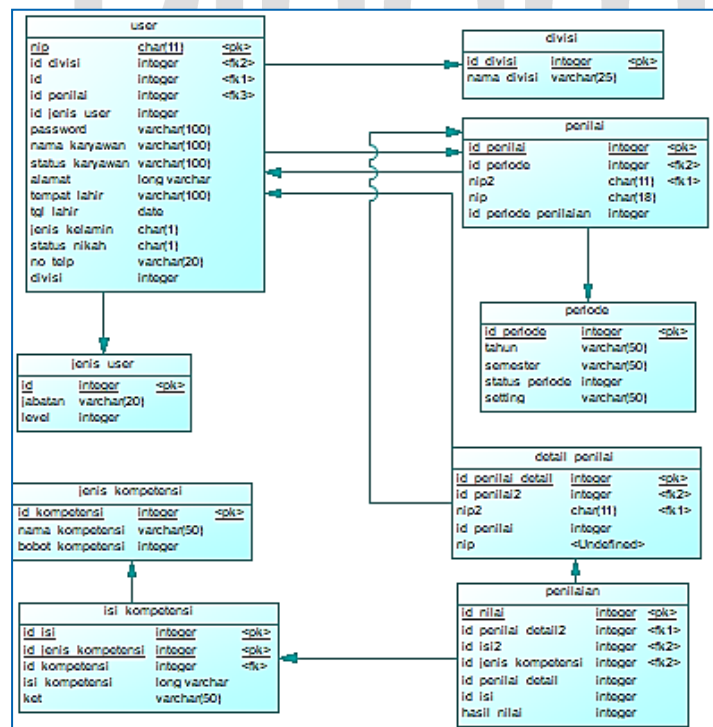 user
nip char(11) <pk>
id divisi integer <fk2>
id integer <fk1>
id penilai integer <fk3>
id jenis user integer
password varchar(100)
nama karyawan varchar(100)
status karyawan varchar(100)
alamat long varchar
tempat lahir varchar(100)
tgl lahir date
jenis kelamin char(1)
status nikah char(1)
no telp varchar(20)
divisi integer
divisi
id divisi integer <pk>
nama divisi varchar(25)
penilai
id penilai integer <pk>
id periode integer <fk2>
nip2 char(11) <fk1>
nip char(18)
id periode penilaian integer
periode
id periode integer <pk>
tahun varchar(50)
semester varchar(50)
status periode integer
setting varchar(50)
jenis user
id integer <pk>
jabatan varchar(20)
level integer
detail penilai
id penilai detail integer <pk>
id penilai2 integer <fk2>
nip2 char(11) <fk1>
id penilai integer
nip <Undefined>
jenis kompetensi
id kompetensi integer <pk>
nama kompetensi varchar(50)
bobot kompetensi integer
isi kompetensi
id isi integer <pk>
id jenis kompetensi integer <pk>
id kompetensi integer <fk>
isi kompetensi long varchar
ket varchar(50)
penilaian
id nilai integer <pk>
id penilai detail2 integer <fk1>
id isi2 integer <fk2>
id jenis kompetensi integer <fk2>
id penilai detail integer
id isi integer
hasil nilai integer